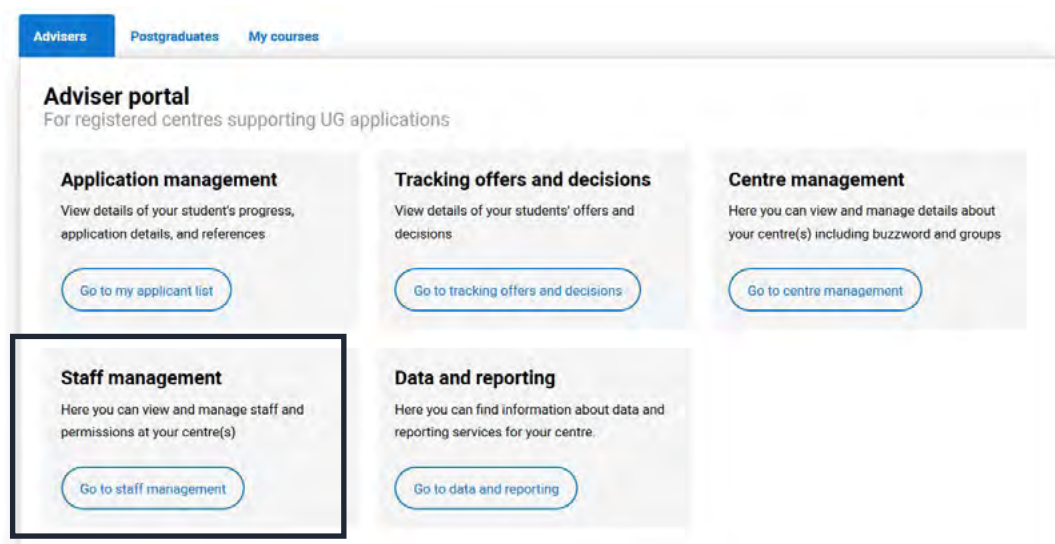 Advisers Postgraduates My courses
Adviser portal
For registered centres supporting UG applications
Application management
View details of your student's progress,
application details, and references
Go to my applicant list
Tracking offers and decisions
View details of your students' offers and
decisions
Go to tracking offers and decisions
Centre management
Here you can view and manage details about
your centre(s) including buzzword and groups
Go to centre management
Staff management
Here you can view and manage staff and
permissions at your centre(s)
Go to staff management
Data and reporting
Here you can find information about data and
reporting services for your centre.
Go to data and reporting